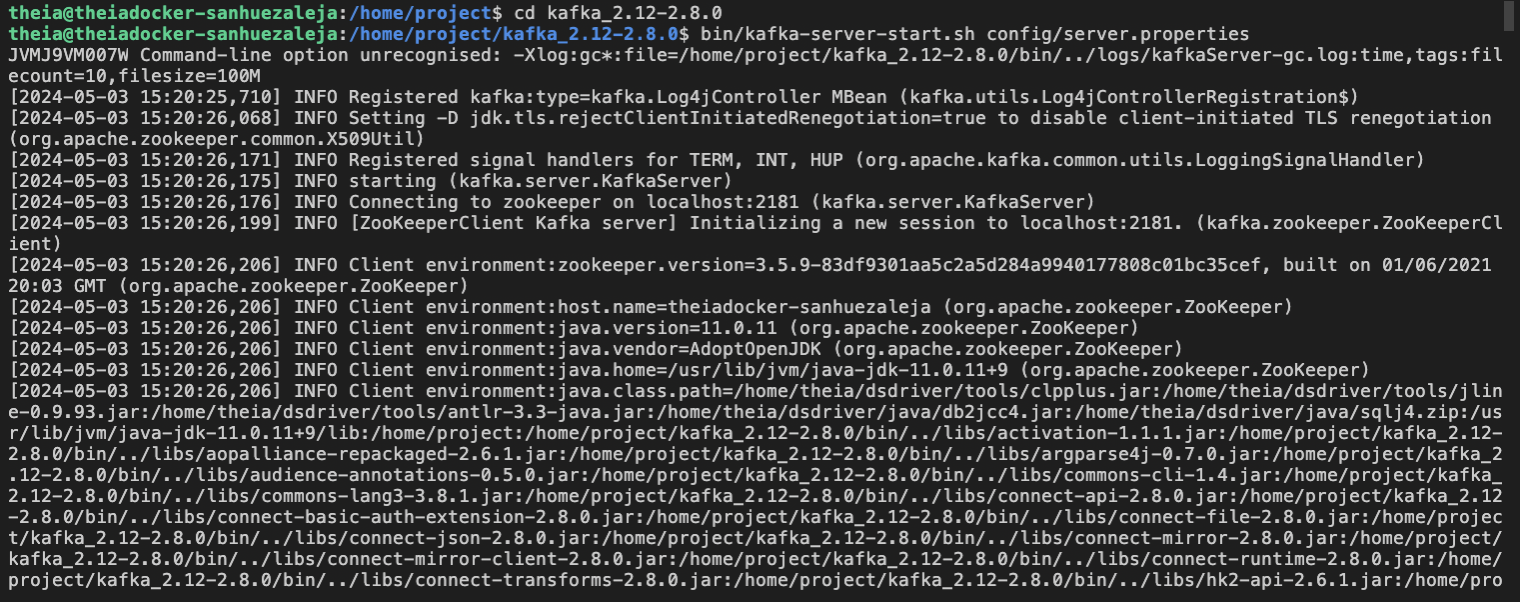 theia@theiadocker-sanhuezaleja:/home/project$ cd kafka_2.12-2.8.0
theia@theiadocker-sanhuezaleja:/home/project/kafka_2.12-2.8.0$ bin/kafka-server-start.sh config/server.properties
JVMJ9VM007W Command-line option unrecognised: -Xlog:gc*:file=/home/project/kafka_2.12-2.8.0/bin/../logs/kafkaServer-gc.log:time,tags:fil
ecount=10,filesize=100M
[2024-05-03 15:20:25,710] INFO Registered kafka:type=kafka.Log4jController MBean (kafka.utils.Log4jControllerRegistration$)
[2024-05-03 15:20:26,068] INFO Setting -D jdk.tls.rejectClientInitiatedRenegotiation=true to disable client-initiated TLS renegotiation
(org.apache.zookeeper.common.X509Util)
[2024-05-03 15:20:26,171] INFO Registered signal handlers for TERM, INT, HUP (org.apache.kafka.common.utils.LoggingSignalHandler)
[2024-05-03 15:20:26,175] INFO starting (kafka.server.KafkaServer)
[2024-05-03 15:20:26,176] INFO Connecting to zookeeper on localhost:2181 (kafka.server.KafkaServer)
[2024-05-03 15:20:26,199] INFO [ZooKeeperClient Kafka server] Initializing a new session to localhost:2181. (kafka.zookeeper.ZooKeeperCl
ient)
[2024-05-03 15:20:26,206] INFO Client environment:zookeeper.version=3.5.9-83df9301aa5c2a5d284a9940177808c01bc35cef, built on 01/06/2021
20:03 GMT (org.apache.zookeeper.ZooKeeper)
[2024-05-03 15:20:26,206] INFO Client environment:host.name=theiadocker-sanhuezaleja (org.apache.zookeeper.ZooKeeper)
[2024-05-03 15:20:26,206] INFO Client environment:java.version=11.0.11 (org.apache.zookeeper.ZooKeeper)
[2024-05-03 15:20:26,206] INFO Client environment:java.vendor=AdoptOpenJDK (org.apache.zookeeper.ZooKeeper)
[2024-05-03 15:20:26,206] INFO Client environment:java.home=/usr/lib/jvm/java-jdk-11.0.11+9 (org.apache.zookeeper.ZooKeeper)
[2024-05-03 15:20:26,206] INFO Client environment:java.class.path=/home/theia/dsdriver/tools/clpplus.jar:/home/theia/dsdriver/tools/jlin
e-0.9.93.jar:/home/theia/dsdriver/tools/antlr-3.3-java.jar:/home/theia/dsdriver/java/db2jcc4.jar:/home/theia/dsdriver/java/sqlj4.zip:/us
r/lib/jvm/java-jdk-11.0.11+9/lib:/home/project:/home/project/kafka_2.12-2.8.0/bin/../libs/activation-1.1.1.jar:/home/project/kafka_2.12-
2.8.0/bin/../libs/aopalliance-repackaged-2.6.1.jar:/home/project/kafka_2.12-2.8.0/bin/../libs/argparse4j-0.7.0.jar:/home/project/kafka_2
.12-2.8.0/bin/../libs/audience-annotations-0.5.0.jar:/home/project/kafka_2.12-2.8.0/bin/../libs/commons-cli-1.4.jar:/home/project/kafka_
2.12-2.8.0/bin/../libs/commons-lang3-3.8.1.jar:/home/project/kafka_2.12-2.8.0/bin/../libs/connect-api-2.8.0.jar:/home/project/kafka_2.12
-2.8.0/bin/../libs/connect-basic-auth-extension-2.8.0.jar:/home/project/kafka_2.12-2.8.0/bin/../libs/connect-file-2.8.0.jar:/home/projec
t/kafka_2.12-2.8.0/bin/../libs/connect-json-2.8.0.jar:/home/project/kafka_2.12-2.8.0/bin/../libs/connect-mirror-2.8.0.jar:/home/project/
kafka_2.12-2.8.0/bin/../libs/connect-mirror-client-2.8.0.jar:/home/project/kafka_2.12-2.8.0/bin/../libs/connect-runtime-2.8.0.jar:/home/
project/kafka_2.12-2.8.0/bin/../libs/connect-transforms-2.8.0.jar:/home/project/kafka_2.12-2.8.0/bin/../libs/hk2-api-2.6.1.jar:/home/pro